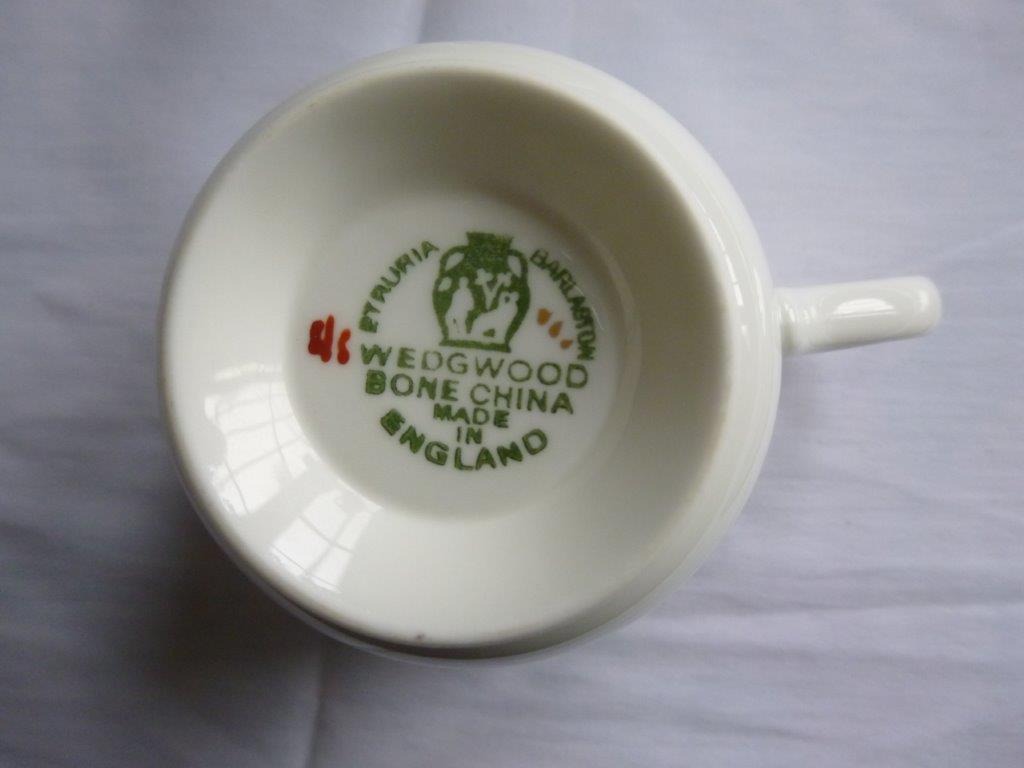 ETRURIA BARLASTON
WEDGWOOD
BONE CHINA
MADE
IN
ENGLAND